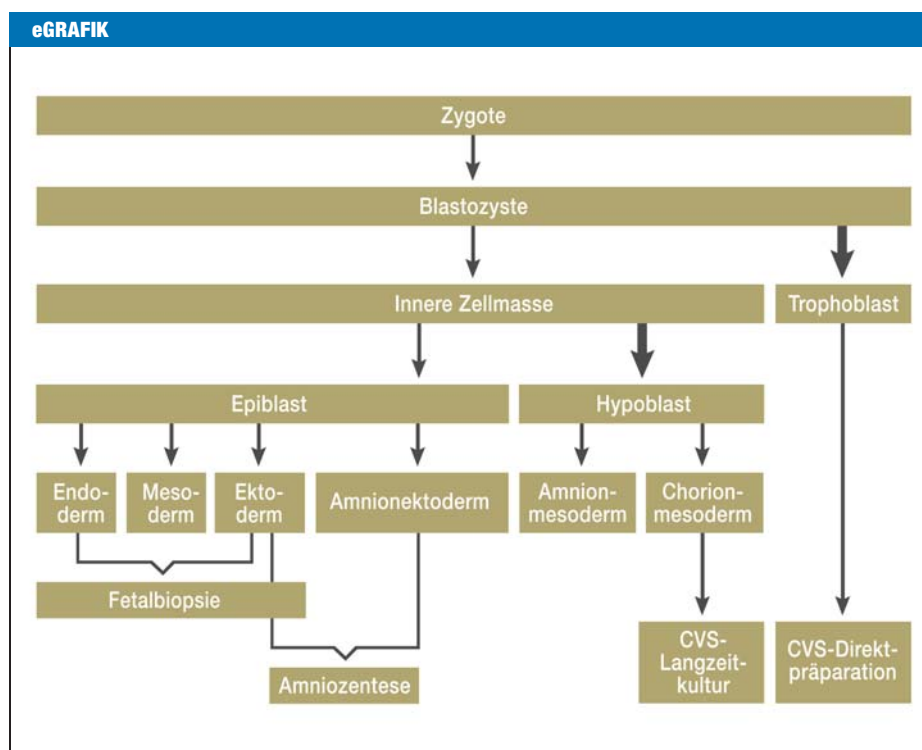 eGRAFIK
Zygote
Blastozyste
Innere Zellmasse
Trophoblast
Epiblast
Hypoblast
Endo-
derm
Meso-
derm
Ekto-
derm
Amnionektoderm
Amnion-
mesoderm
Chorion-
mesoderm
Fetalbiopsie
Amniozentese
CVS-
Langzeit-
kultur
CVS-Direkt-
präparation